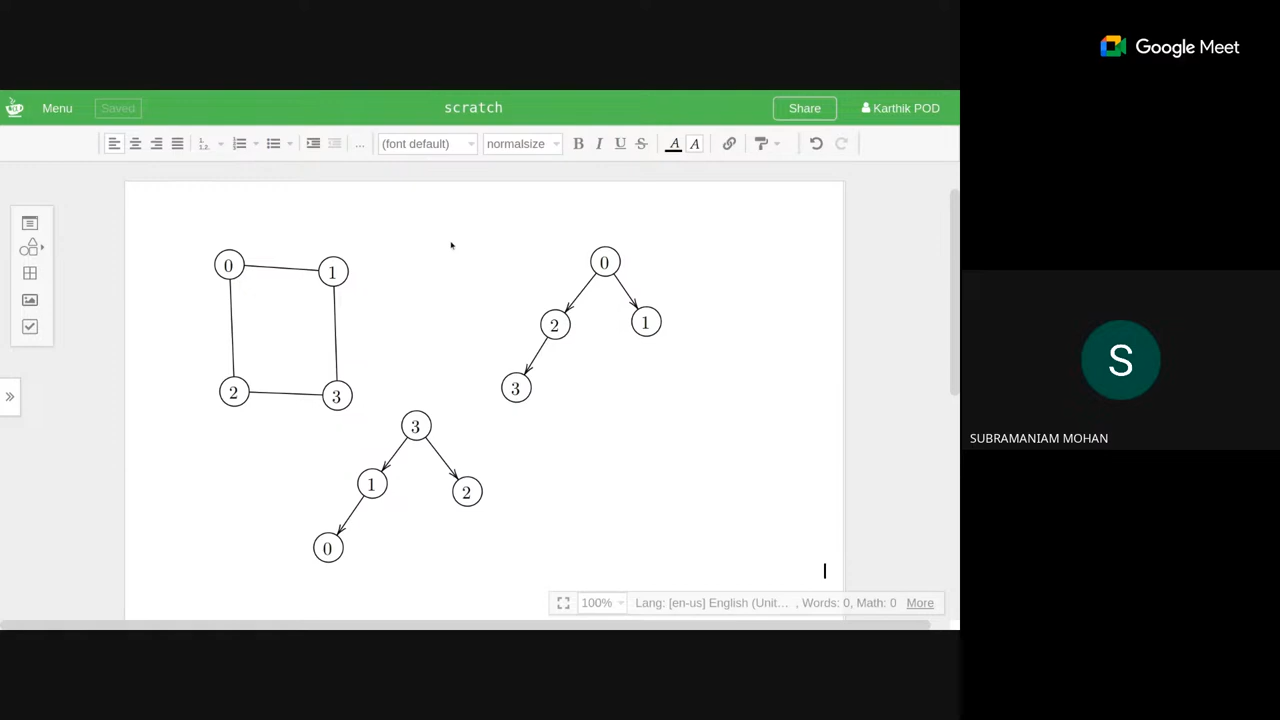 Google Meet
Menu
Saved
scratch
Share
Karthik POD
(font default)
normalsize
B I U S A A
0
1
2
3
0
2
1
3
3
1
2
0
100%
Lang: [en-us] English (Unit... , Words: 0, Math: 0
More
S
SUBRAMANIAM MOHAN